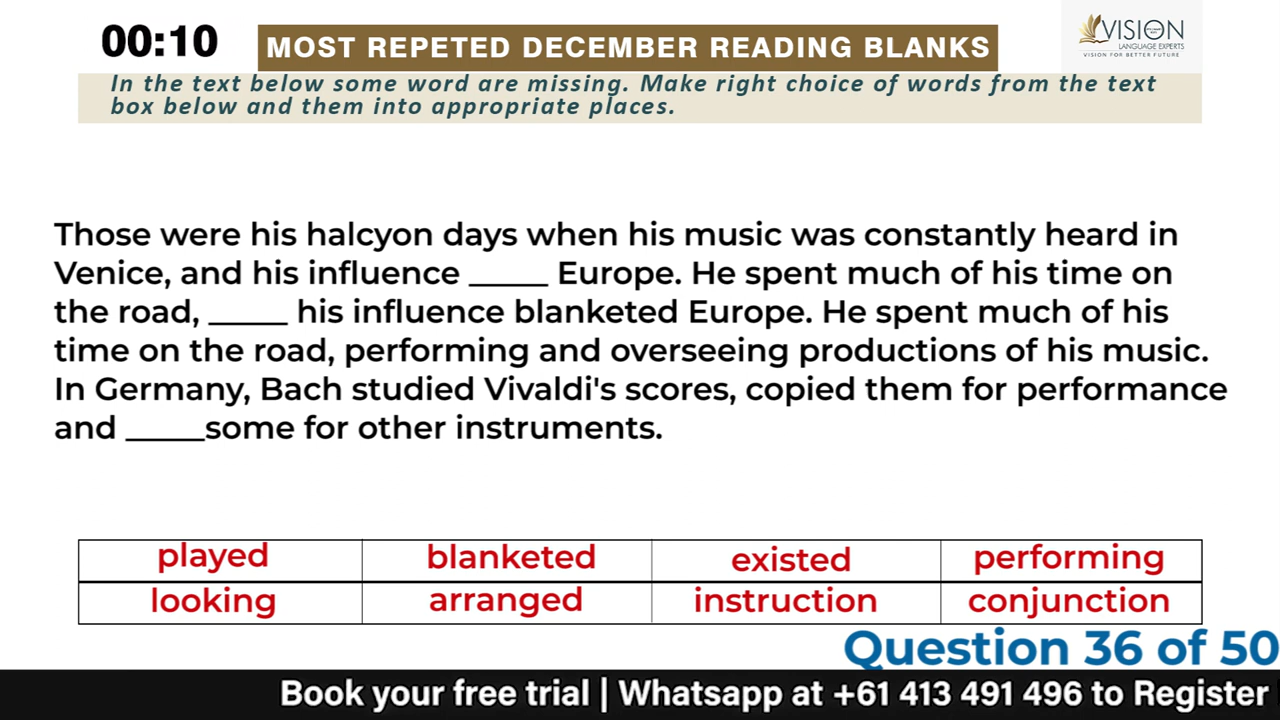 00:10
MOST REPETED DECEMBER READING BLANKS
VISION
LANGUAGE EXPERTS
VISION FOR BETTER FUTURE
In the text below some word are missing. Make right choice of words from the text
box below and them into appropriate places.
Those were his halcyon days when his music was constantly heard in
Venice, and his influence _____ Europe. He spent much of his time on
the road, _____ his influence blanketed Europe. He spent much of his
time on the road, performing and overseeing productions of his music.
In Germany, Bach studied Vivaldi's scores, copied them for performance
and _____some for other instruments.
played blanketed existed performing
looking arranged instruction conjunction
Question 36 of 50
Book your free trial | Whatsapp at +61 413 491 496 to Register